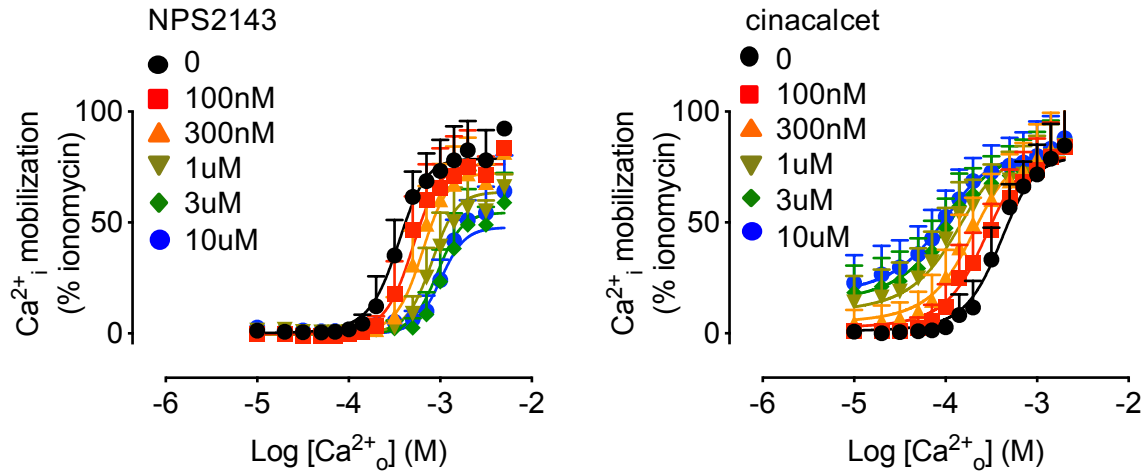 NPS2143
0
100nM
300nM
1uM
3uM
10uM
Ca²⁺ᵢ mobilization
(% ionomycin)
100
50
0
-6 -5 -4 -3 -2
Log [Ca²⁺ₒ] (M)
cinacalcet
0
100nM
300nM
1uM
3uM
10uM
Ca²⁺ᵢ mobilization
(% ionomycin)
100
50
0
-6 -5 -4 -3 -2
Log [Ca²⁺ₒ] (M)